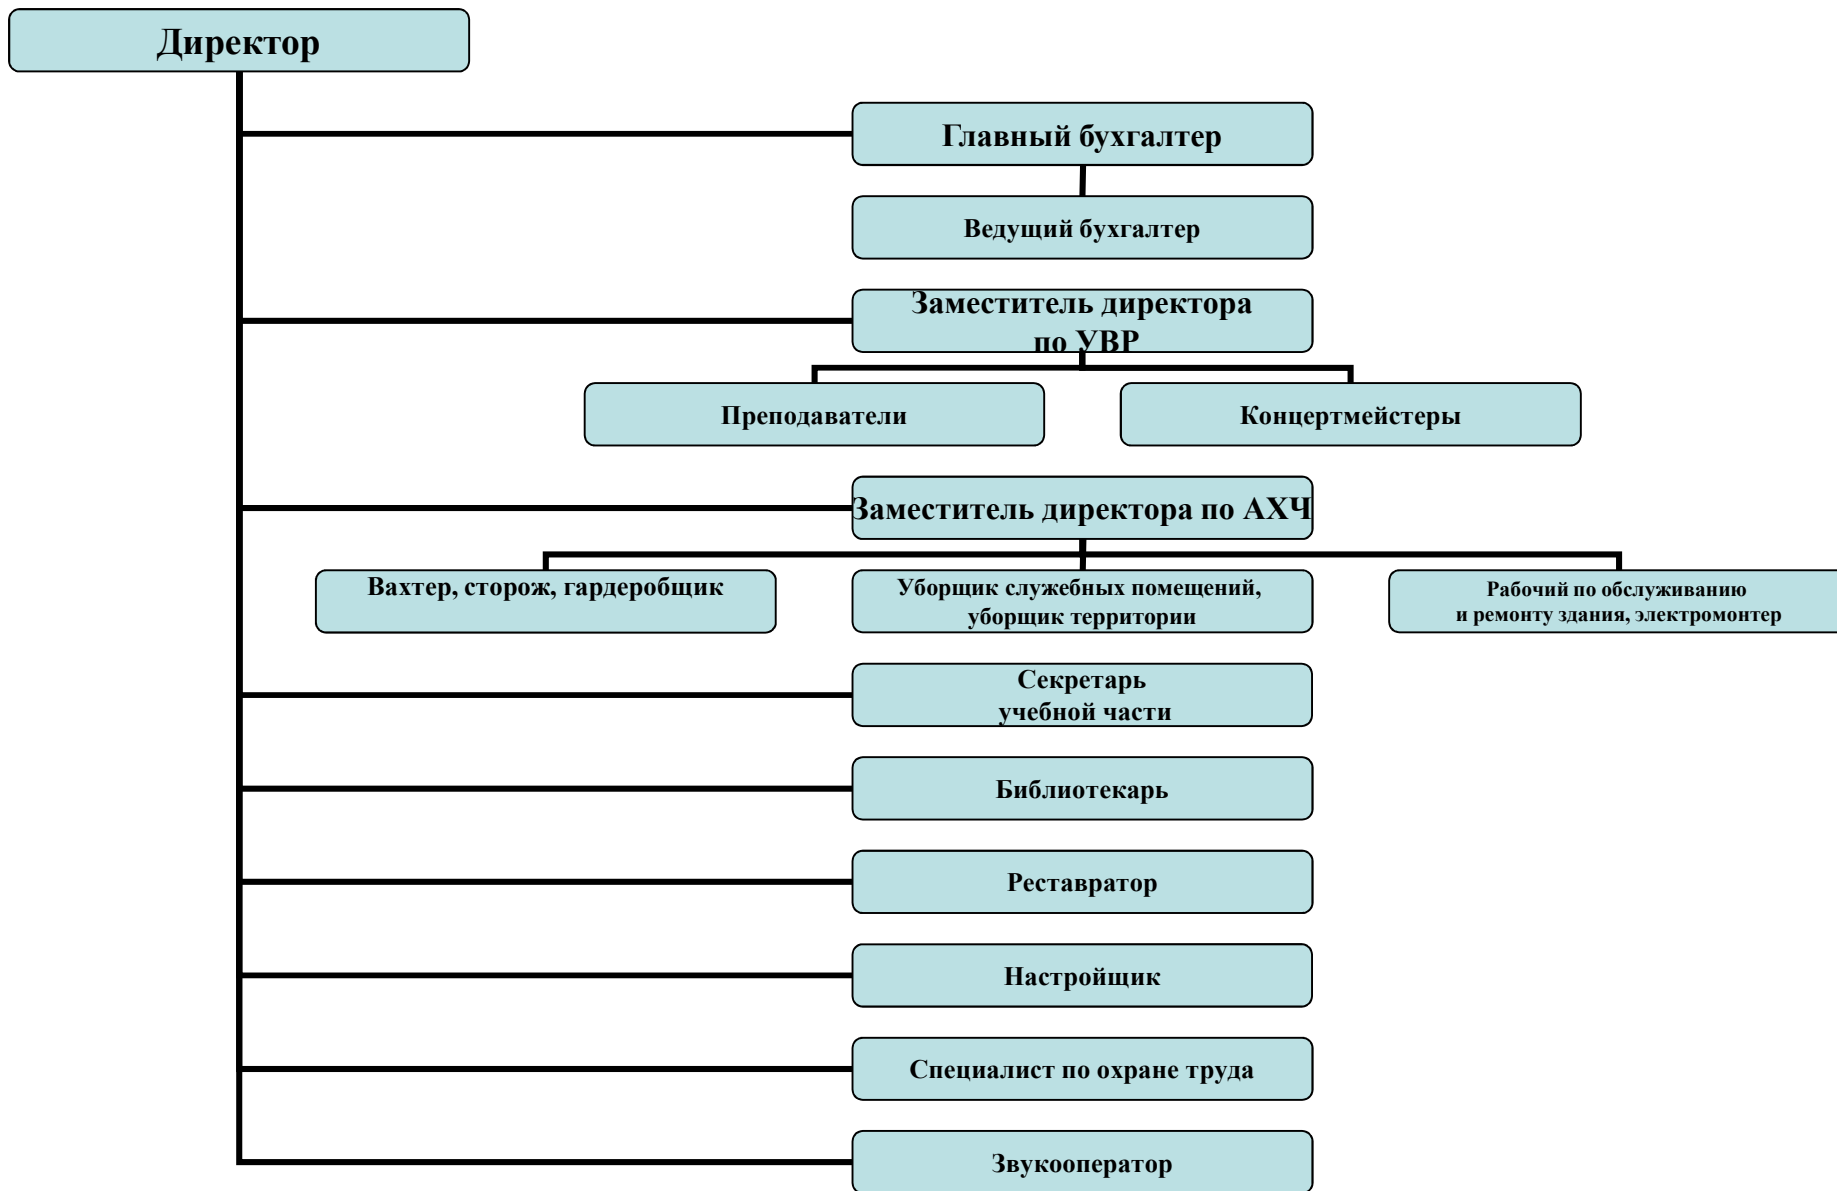 Директор
Главный бухгалтер
Ведущий бухгалтер
Заместитель директора
по УВР
Преподаватели
Концертмейстеры
Заместитель директора по АХЧ
Вахтер, сторож, гардеробщик
Уборщик служебных помещений,
уборщик территории
Рабочий по обслуживанию
и ремонту здания, электромонтер
Секретарь
учебной части
Библиотекарь
Реставратор
Настройщик
Специалист по охране труда
Звукооператор